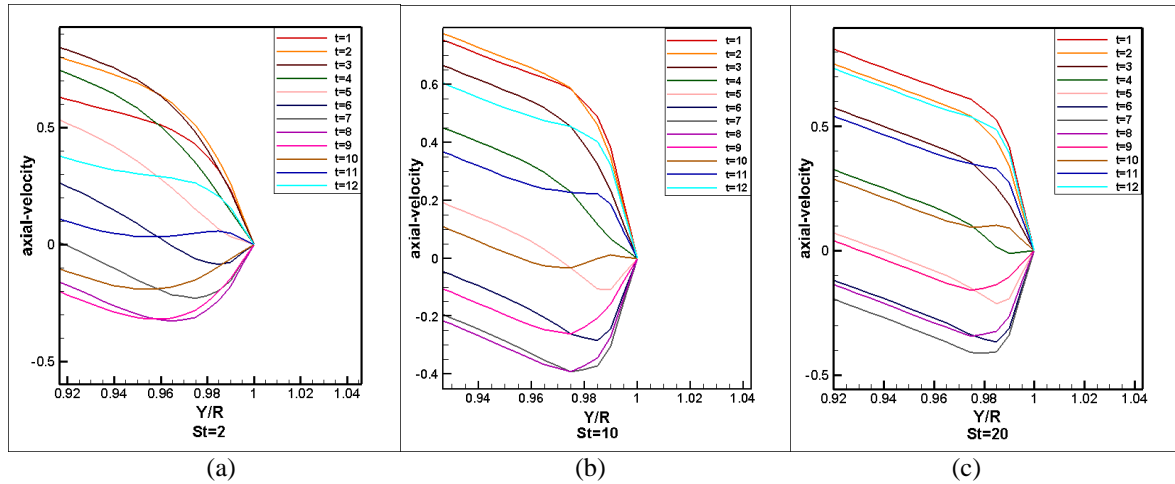 axial-velocity
0.5
0
-0.5
t=1
t=2
t=3
t=4
t=5
t=6
t=7
t=8
t=9
t=10
t=11
t=12
0.92 0.94 0.96 0.98 1 1.02 1.04
Y/R
St=2
(a)
axial-velocity
0.6
0.4
0.2
0
-0.2
-0.4
t=1
t=2
t=3
t=4
t=5
t=6
t=7
t=8
t=9
t=10
t=11
t=12
0.94 0.96 0.98 1 1.02 1.04
Y/R
St=10
(b)
axial-velocity
0.5
0
-0.5
t=1
t=2
t=3
t=4
t=5
t=6
t=7
t=8
t=9
t=10
t=11
t=12
0.92 0.94 0.96 0.98 1 1.02 1.04
Y/R
St=20
(c)